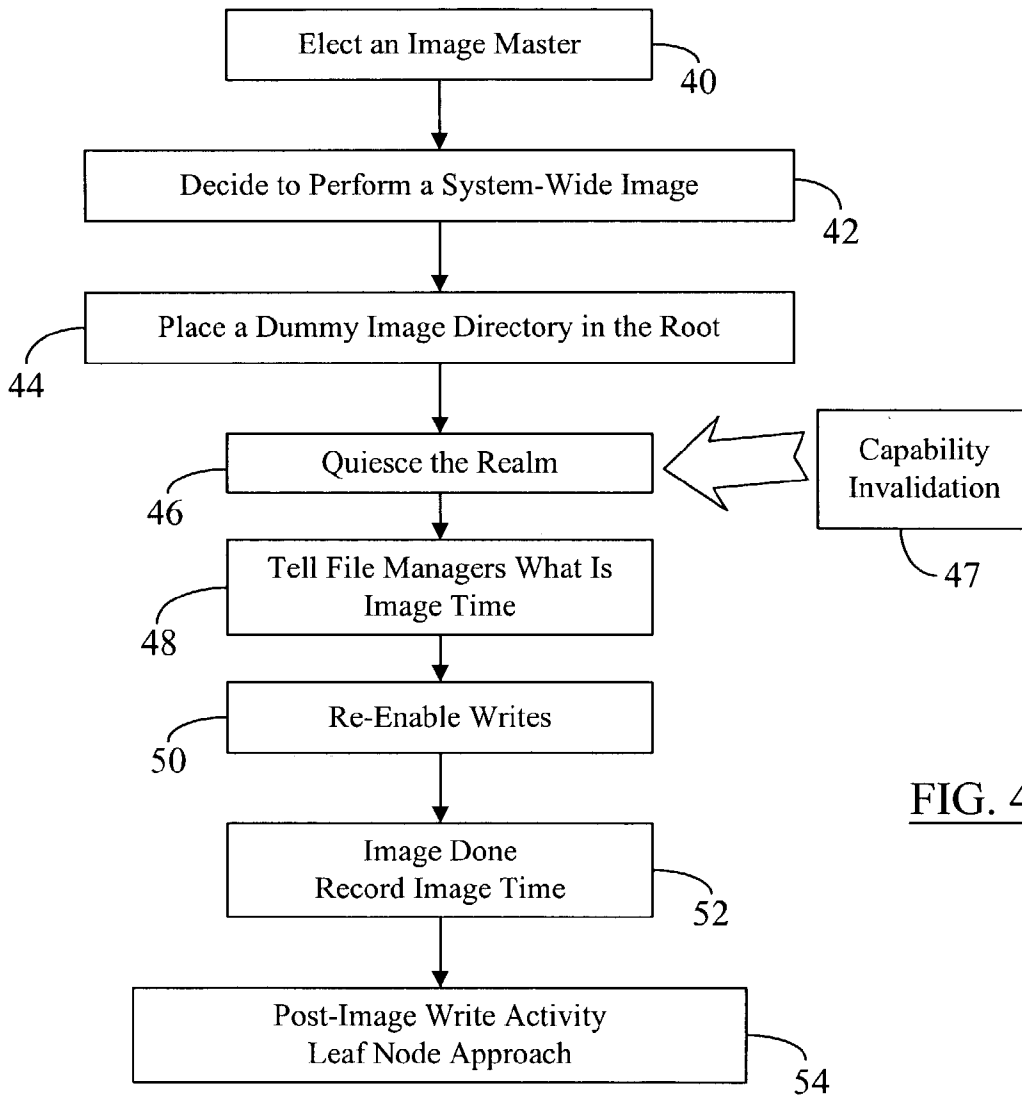 Elect an Image Master
40
Decide to Perform a System-Wide Image
42
Place a Dummy Image Directory in the Root
44
Quiesce the Realm
46
Capability
Invalidation
47
Tell File Managers What Is
Image Time
48
Re-Enable Writes
50
FIG. 4
Image Done
Record Image Time
52
Post-Image Write Activity
Leaf Node Approach
54